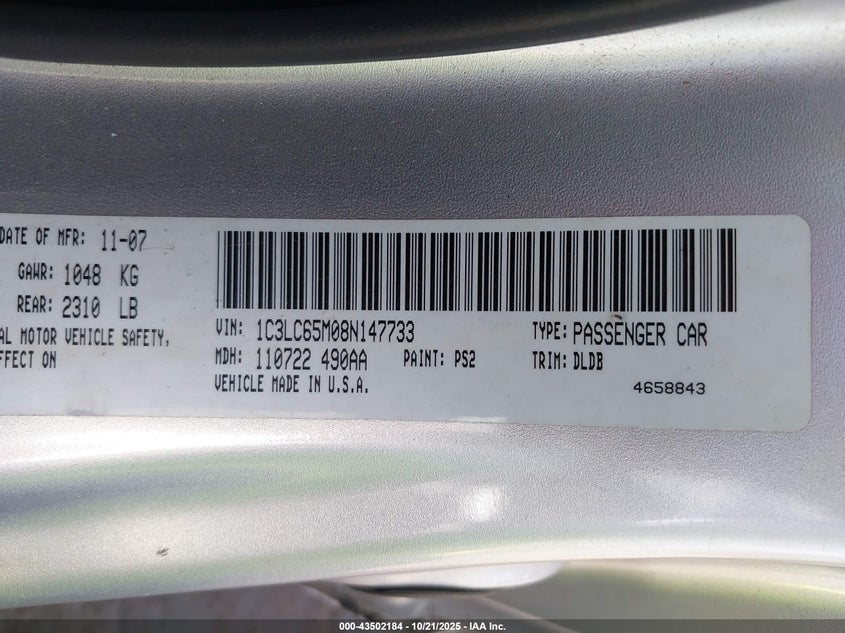 DATE OF MFR: 11-07
GAWR: 1048 KG
REAR: 2310 LB
AL MOTOR VEHICLE SAFETY,
EFFECT ON
VIN: 1C3LC65M08N147733 TYPE: PASSENGER CAR
MDH: 110722 490AA PAINT: PS2 TRIM: DLDB
VEHICLE MADE IN U.S.A. 4658843
000-43502184 - 10/21/2025 - IAA Inc.